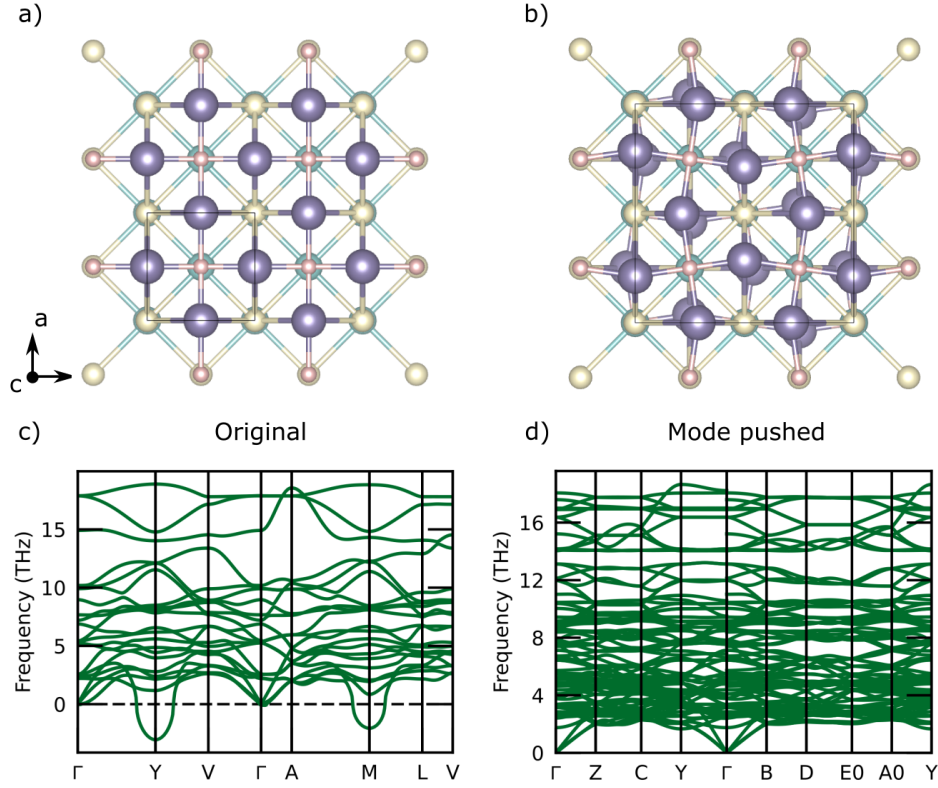 a) b)
a
c
c) Original d) Mode pushed
Frequency (THz)
15
10
5
0
Γ Y V Γ A M L V
Frequency (THz)
16
12
8
4
0
Γ Z C Y Γ B D E0 A0 Y